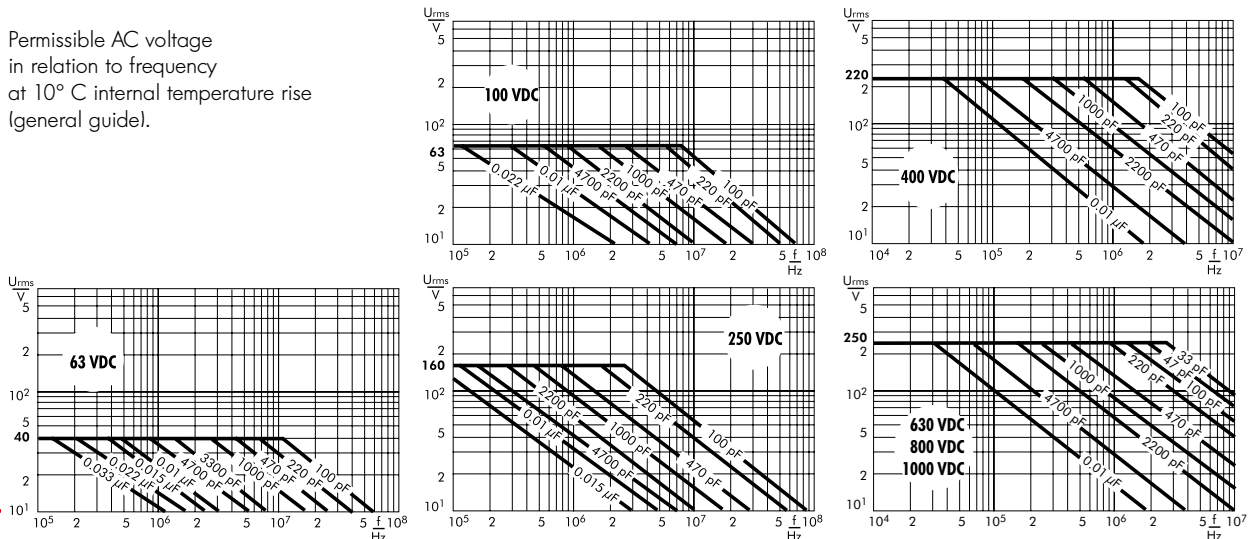 Permissible AC voltage
in relation to frequency
at 10° C internal temperature rise
(general guide).
Urms
V
5
2
10²
63
5
2
10¹
100 VDC
0.022 µF
0.01 µF
4700 pF
2200 pF
1000 pF
470 pF
220 pF
100 pF
10⁵ 2 5 10⁶ 2 5 10⁷ 2 5 f 10⁸
Hz
Urms
V
5
220
2
10²
5
2
10¹
400 VDC
0.01 µF
4700 pF
2200 pF
1000 pF
470 pF
220 pF
100 pF
10⁴ 2 5 10⁵ 2 5 10⁶ 2 5 f 10⁷
Hz
Urms
V
5
2
10²
40
5
2
10¹
63 VDC
0.033 µF
0.022 µF
0.015 µF
0.01 µF
4700 pF
3300 pF
1000 pF
470 pF
220 pF
100 pF
10⁵ 2 5 10⁶ 2 5 10⁷ 2 5 f 10⁸
Hz
Urms
V
5
2
160
10²
5
2
10¹
250 VDC
0.015 µF
0.01 µF
4700 pF
2200 pF
1000 pF
470 pF
220 pF
100 pF
10⁵ 2 5 10⁶ 2 5 10⁷ 2 5 f 10⁸
Hz
Urms
V
5
250
2
10²
5
2
10¹
630 VDC
800 VDC
1000 VDC
0.01 µF
4700 pF
2200 pF
1000 pF
470 pF
220 pF
100 pF
47 pF
33 pF
10⁴ 2 5 10⁵ 2 5 10⁶ 2 5 f 10⁷
Hz